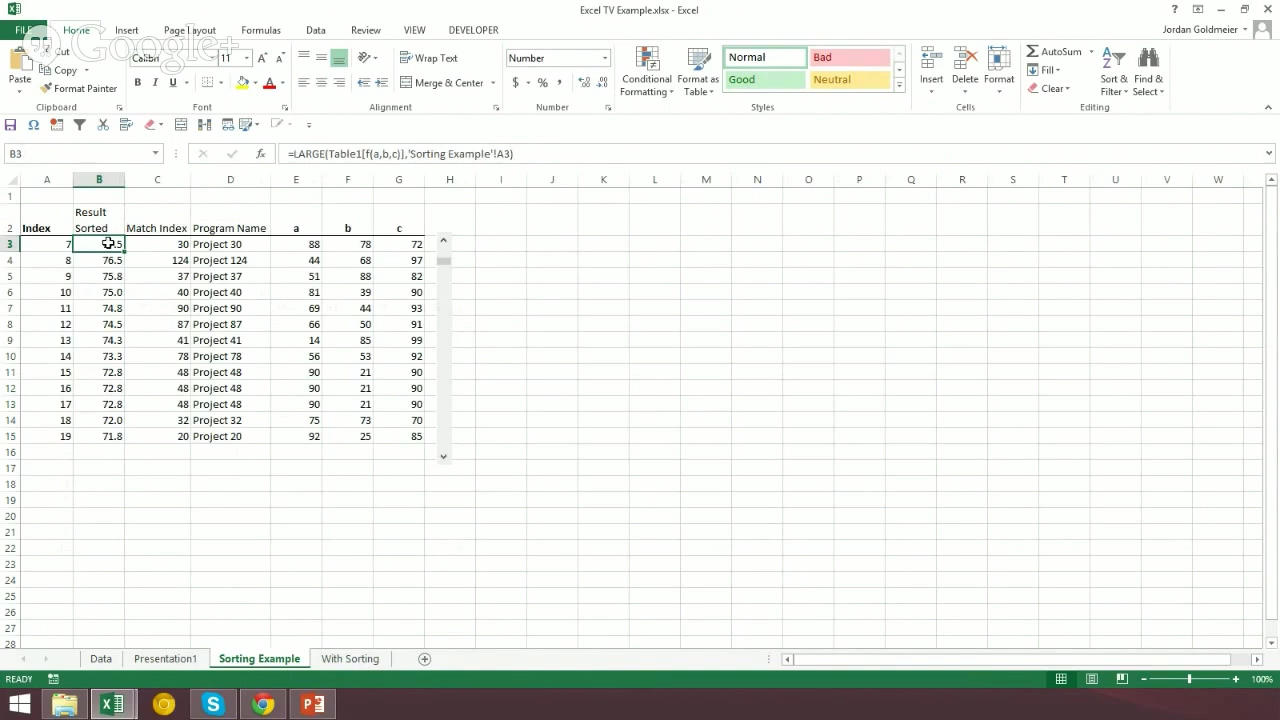 Excel TV Example.xlsx - Excel
FILE Home Insert Page Layout Formulas Data Review VIEW DEVELOPER Jordan Goldmeier
Google+
Paste Cut Copy Format Painter
Calibri 11
Wrap Text
Merge & Center
Number
$ % ,
Conditional Formatting Format as Table
Normal Bad
Good Neutral
Insert Delete Format
AutoSum
Fill
Clear
Sort & Filter Find & Select
Clipboard Font Alignment Number Styles Cells Editing
B3 =LARGE(Table1[f(a,b,c)],'Sorting Example'!A3)
A B C D E F G H I J K L M N O P Q R S T U V W
1
2 Index Result Sorted Match Index Program Name a b c
3 7 .5 30 Project 30 88 78 72
4 8 76.5 124 Project 124 44 68 97
5 9 75.8 37 Project 37 51 88 82
6 10 75.0 40 Project 40 81 39 90
7 11 74.8 90 Project 90 69 44 93
8 12 74.5 87 Project 87 66 50 91
9 13 74.3 41 Project 41 14 85 99
10 14 73.3 78 Project 78 56 53 92
11 15 72.8 48 Project 48 90 21 90
12 16 72.8 48 Project 48 90 21 90
13 17 72.8 48 Project 48 90 21 90
14 18 72.0 32 Project 32 75 73 70
15 19 71.8 20 Project 20 92 25 85
16
17
18
19
20
21
22
23
24
25
26
27
28
Data Presentation1 Sorting Example With Sorting
READY 100%